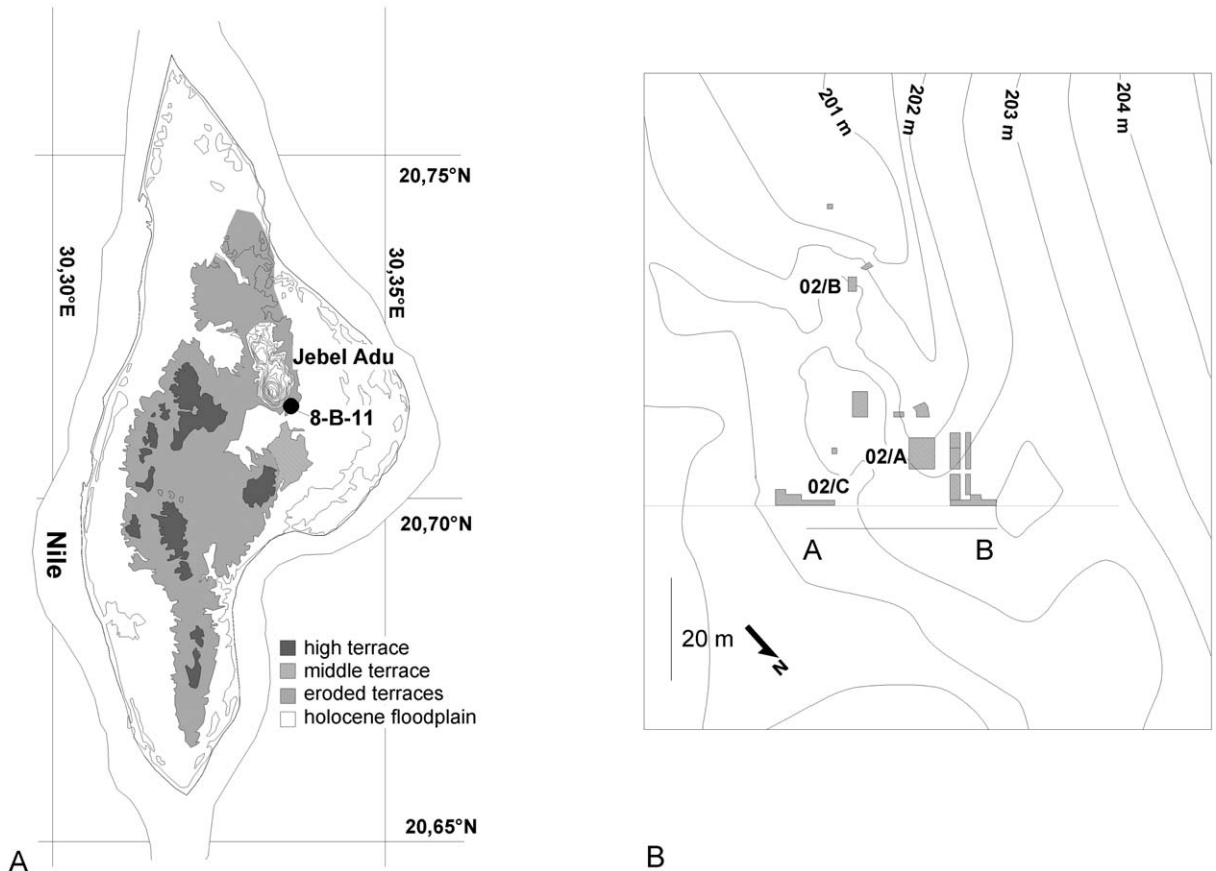 20,75°N
30,30°E
30,35°E
Jebel Adu
8-B-11
20,70°N
Nile
high terrace
middle terrace
eroded terraces
holocene floodplain
20,65°N
A
201 m
202 m
203 m
204 m
02/B
02/A
02/C
A
B
20 m
N
B